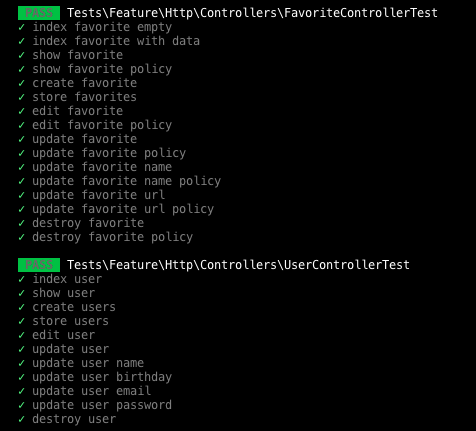 PASS Tests\Feature\Http\Controllers\FavoriteControllerTest
✓ index favorite empty
✓ index favorite with data
✓ show favorite
✓ show favorite policy
✓ create favorite
✓ store favorites
✓ edit favorite
✓ edit favorite policy
✓ update favorite
✓ update favorite policy
✓ update favorite name
✓ update favorite name policy
✓ update favorite url
✓ update favorite url policy
✓ destroy favorite
✓ destroy favorite policy
PASS Tests\Feature\Http\Controllers\UserControllerTest
✓ index user
✓ show user
✓ create users
✓ store users
✓ edit user
✓ update user
✓ update user name
✓ update user birthday
✓ update user email
✓ update user password
✓ destroy user